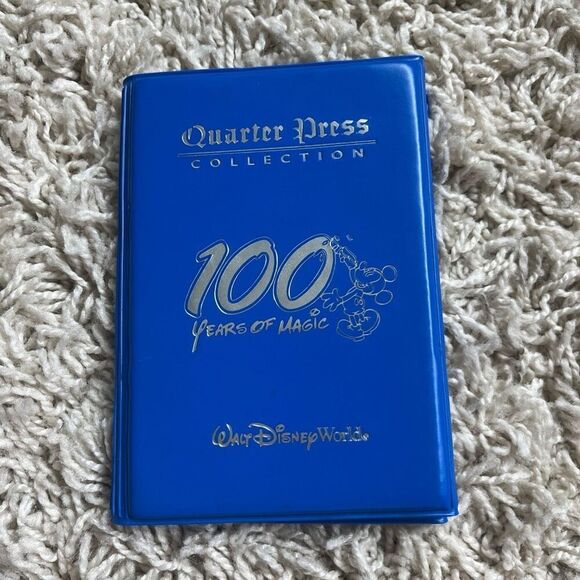 Quarter Press
COLLECTION
100
YEARS OF MAGIC
Walt Disney World